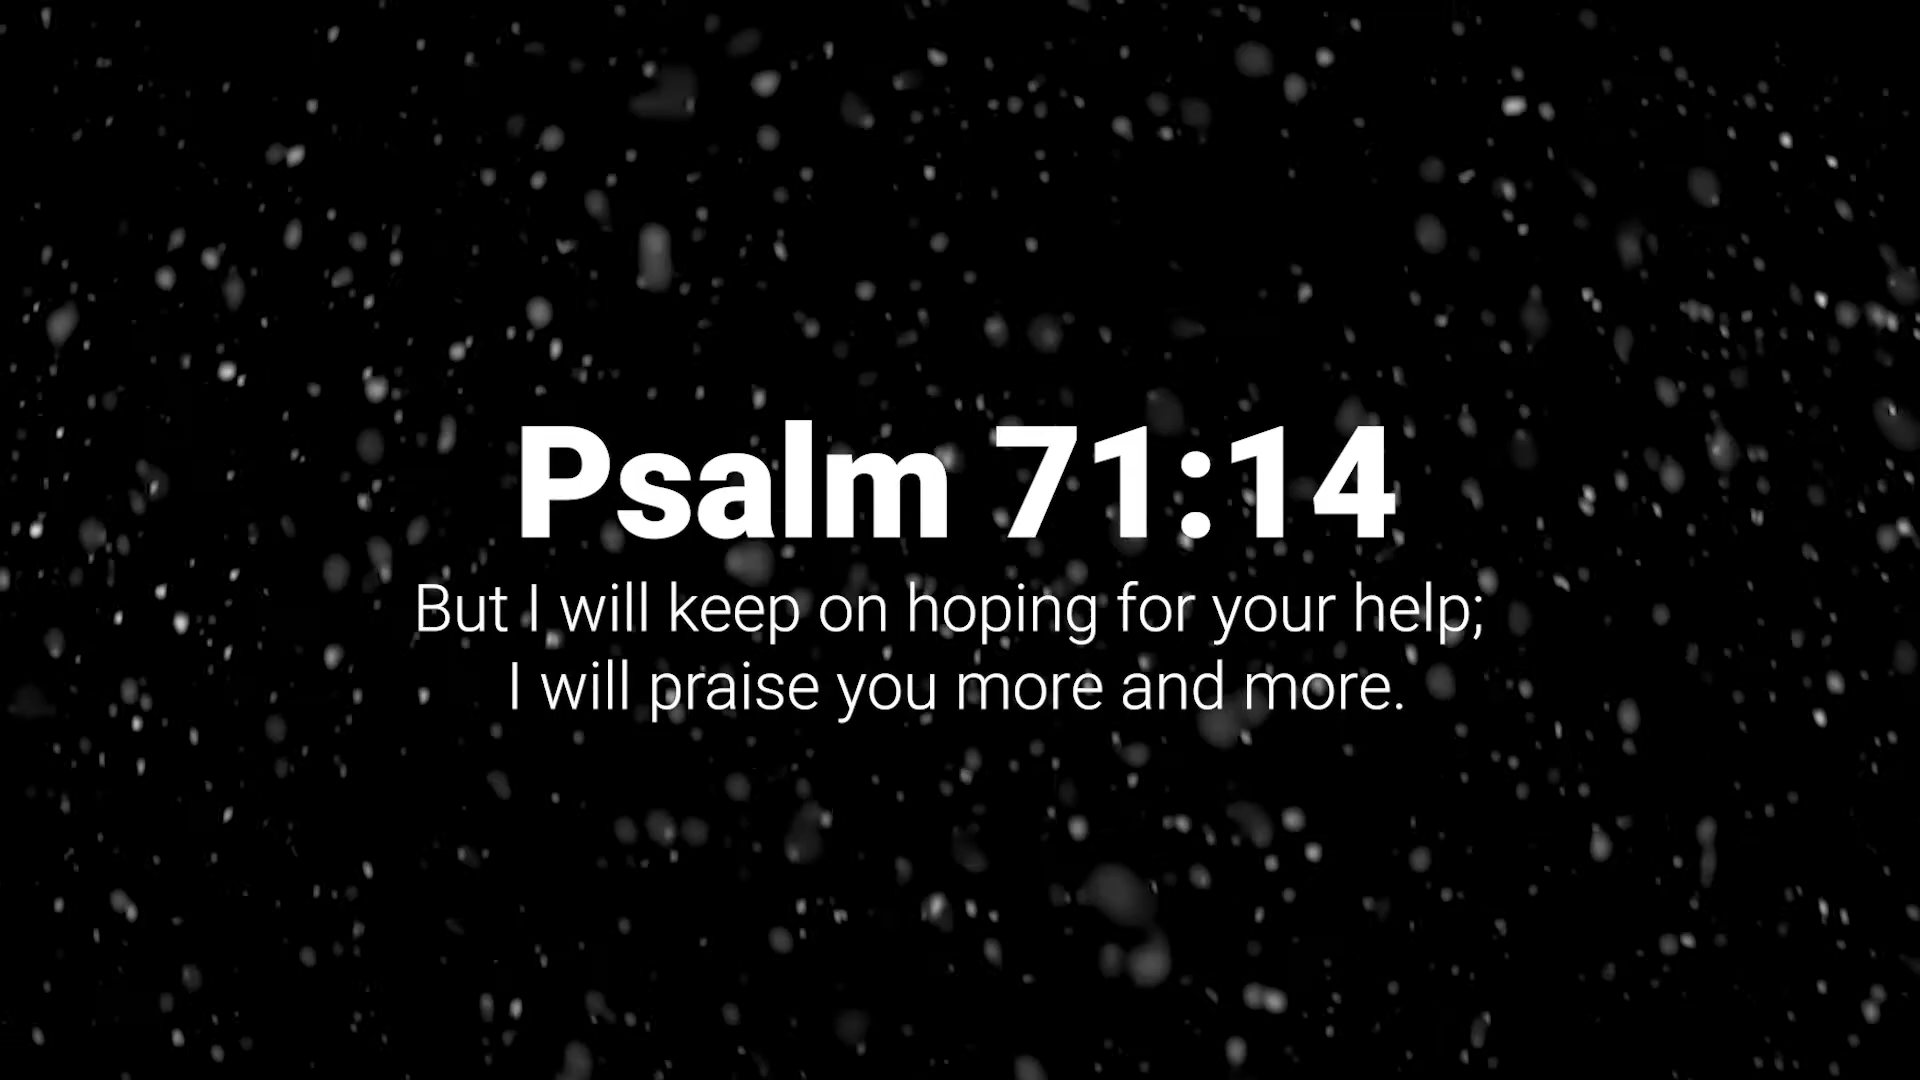 Psalm 71:14
But I will keep on hoping for your help;
I will praise you more and more.